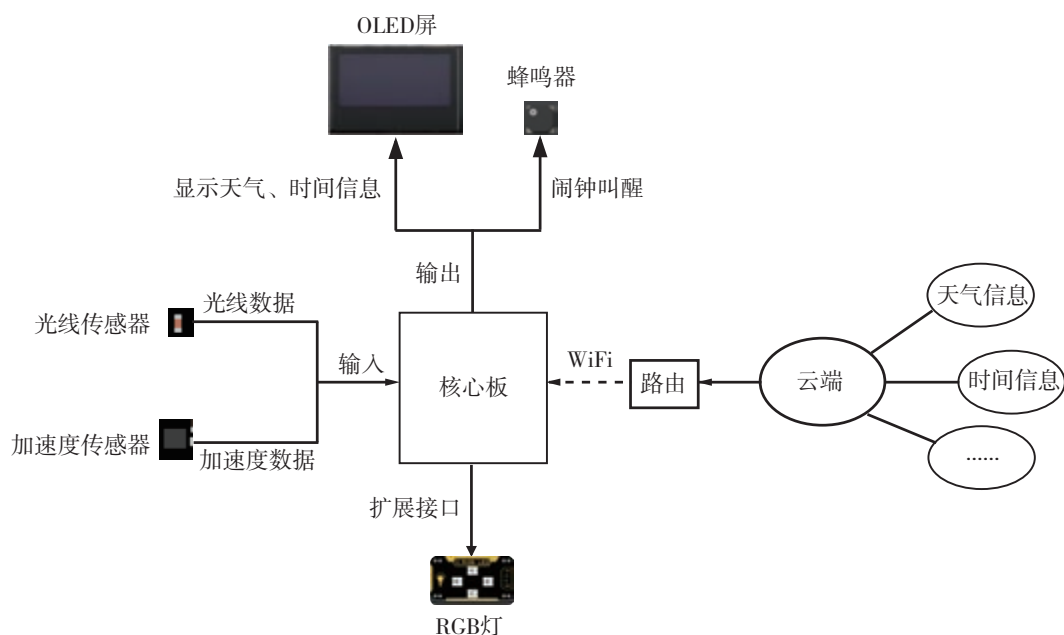 OLED屏
蜂鸣器
显示天气、时间信息
闹钟叫醒
输出
光线传感器
光线数据
输入
核心板
WiFi
路由
云端
天气信息
时间信息
......
加速度传感器
加速度数据
扩展接口
RGB灯